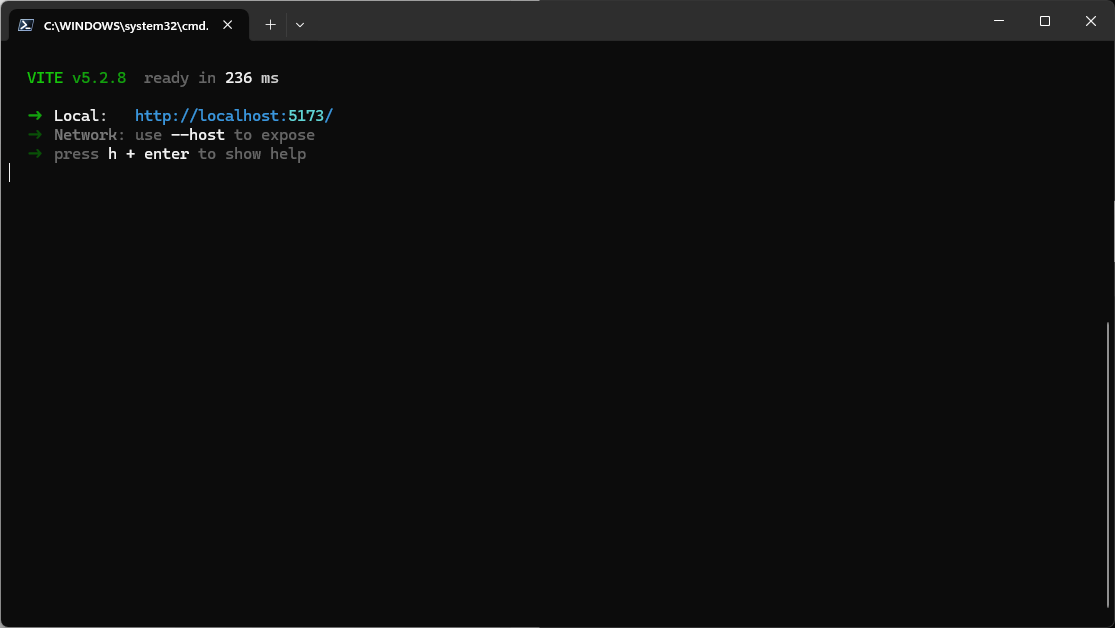 C:\WINDOWS\system32\cmd.
VITE v5.2.8  ready in 236 ms
➜  Local:   http://localhost:5173/
➜  Network: use --host to expose
➜  press h + enter to show help